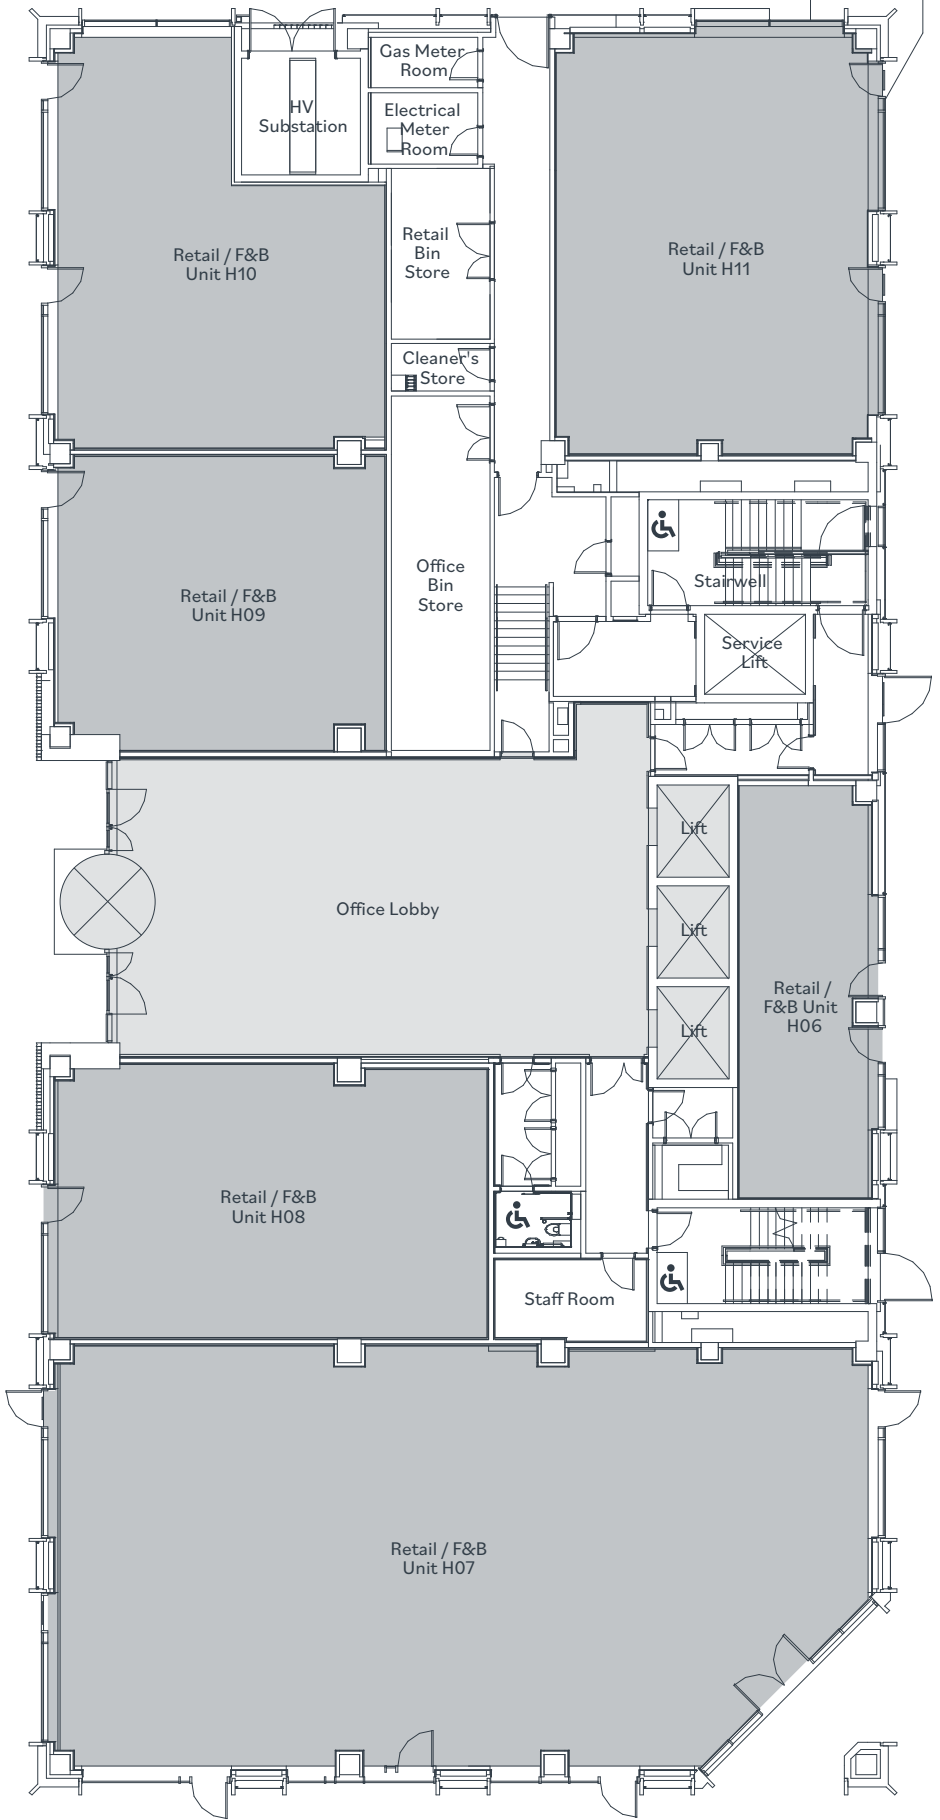 Gas Meter
Room
HV
Substation
Electrical
Meter
Room
Retail / F&B
Unit H10
Retail
Bin
Store
Retail / F&B
Unit H11
Cleaner's
Store
Retail / F&B
Unit H09
Office
Bin
Store
Stairwell
Service
Lift
Lift
Office Lobby
Lift
Retail /
F&B Unit
H06
Lift
Retail / F&B
Unit H08
Staff Room
Retail / F&B
Unit H07